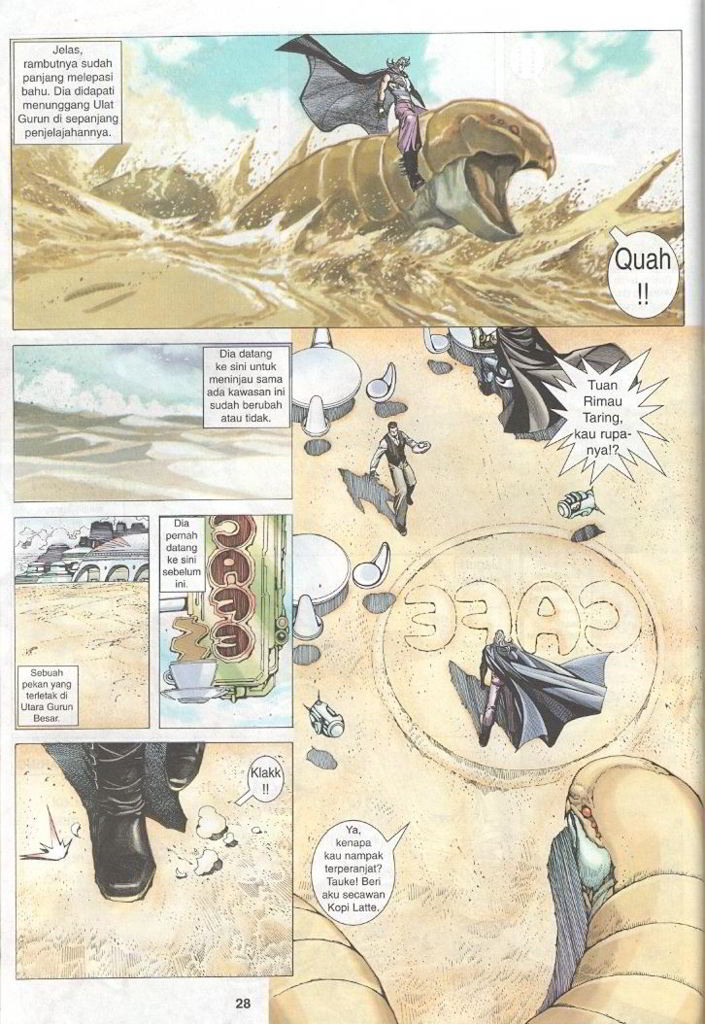 Jelas,
rambutnya sudah
panjang melepasi
bahu. Dia didapati
menunggang Ulat
Gurun di sepanjang
penjelajahannya.
Quah
!!
Dia datang
ke sini untuk
meninjau sama
ada kawasan ini
sudah berubah
atau tidak.
Tuan
Rimau
Taring,
kau rupa-
nya!?
Sebuah
pekan yang
terletak di
Utara Gurun
Besar.
Dia
pernah
datang
ke sini
sebelum
ini.
CAFE
CAFE
Klakk
!!
Ya,
kenapa
kau nampak
terperanjat?
Tauke! Beri
aku secawan
Kopi Latte.
28